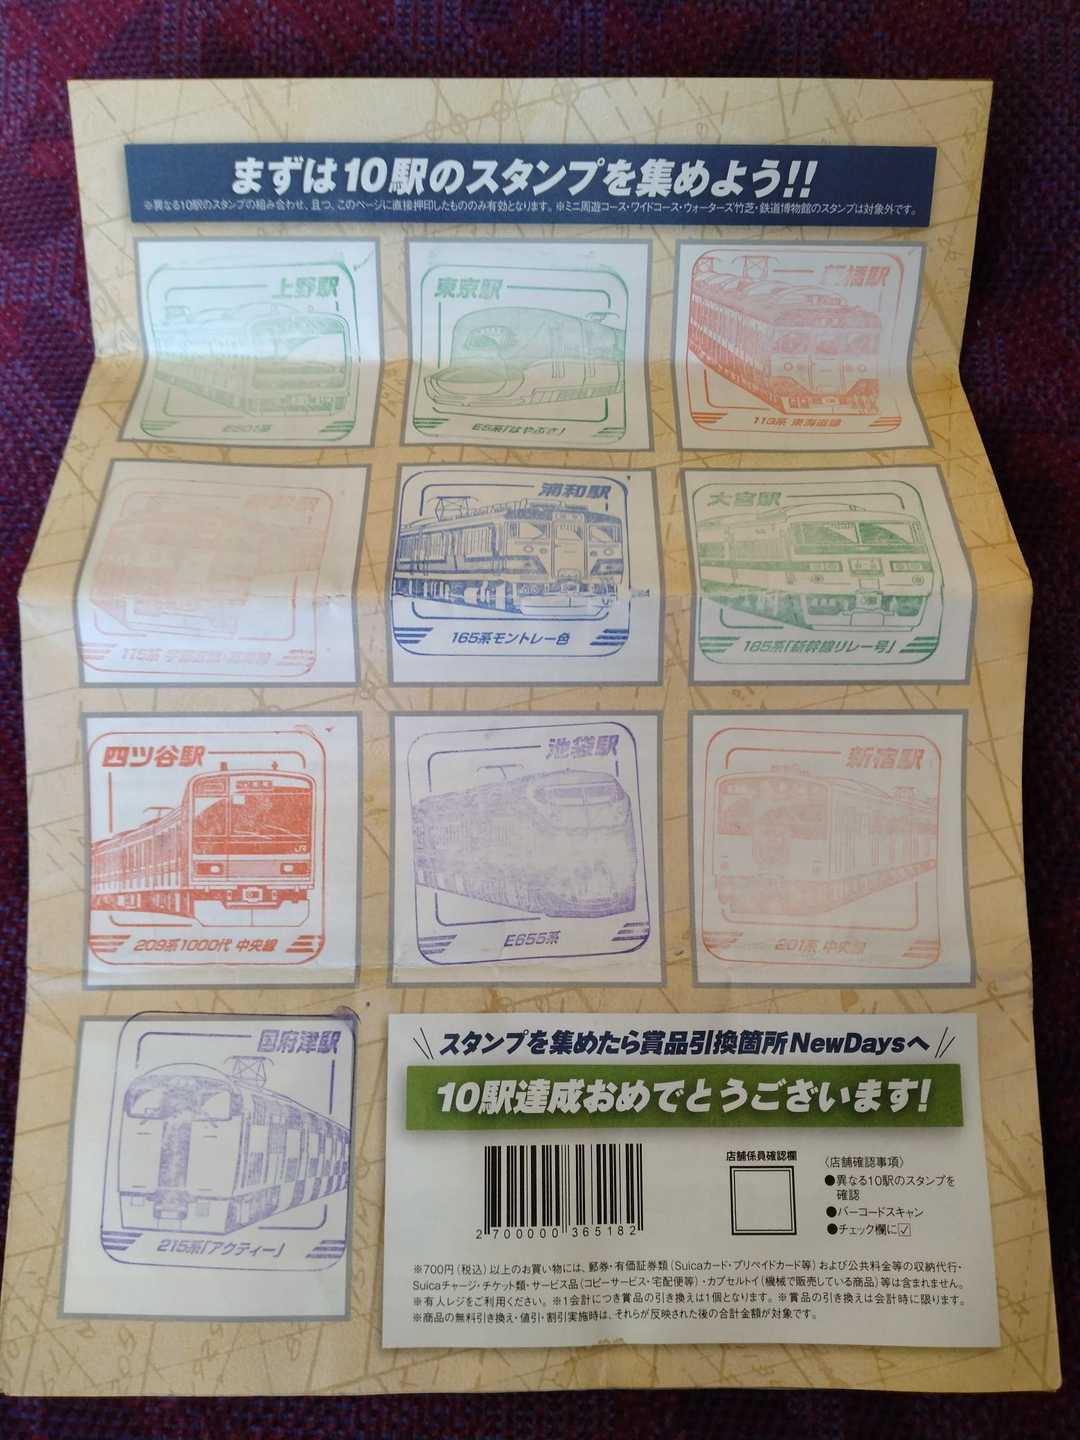 まずは10駅のスタンプを集めよう!!
※異なる10駅のスタンプの組み合わせ、且つ、このページに直接押印したもののみ有効となります。※ミニ周遊コース・ワイドコース・ウォーターズ竹芝・鉄道博物館のスタンプは対象外です。
上野駅
E501系
東京駅
E5系「はやぶさ」
橋駅
113系 東海道線
115系
浦和駅
165系モントレー色
大宮駅
185系「新幹線リレー号」
四ツ谷駅
JR
209系1000代 中央線
池袋駅
E655系
新宿駅
201系 中央線
国府津駅
215系「アクティー」
スタンプを集めたら賞品引換箇所NewDaysへ
10駅達成おめでとうございます!
2 700000 365182
店舗係員確認欄
〈店舗確認事項〉
●異なる10駅のスタンプを
確認
●バーコードスキャン
●チェック欄に☑
※700円(税込)以上のお買い物には、郵券・有価証券類(Suicaカード・プリペイドカード等)および公共料金等の収納代行・
Suicaチャージ・チケット類・サービス品(コピーサービス・宅配便等)・カプセルトイ(機械で販売している商品)等は含まれません。
※有人レジをご利用ください。※1会計につき賞品の引き換えは1個となります。※賞品の引き換えは会計時に限ります。
※商品の無料引き換え・値引・割引実施時は、それらが反映された後の合計金額が対象です。